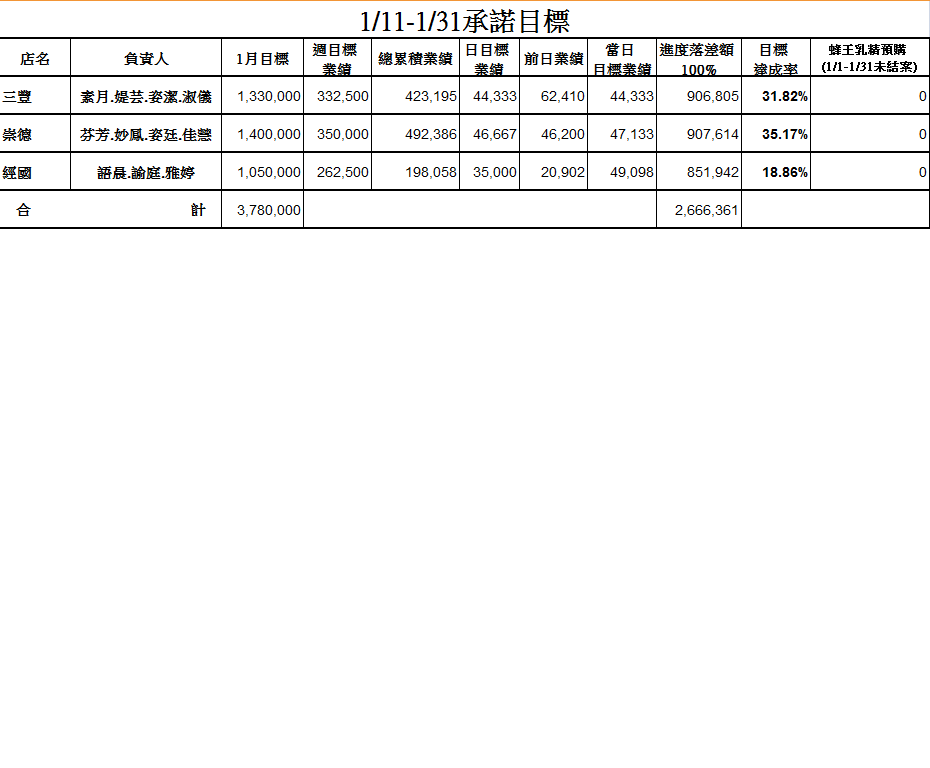 1/11-1/31承諾目標
店名 負責人 1月目標 週目標業績 總累積業績 日目標業績 前日業績 當日目標業績 進度落差額100% 目標達成率 蜂王乳精預購(1/1-1/31未結案)
三豐 素月.媞芸.姿潔.淑儀 1,330,000 332,500 423,195 44,333 62,410 44,333 906,805 31.82% 0
崇德 芬芳.妙鳳.姿廷.佳慧 1,400,000 350,000 492,386 46,667 46,200 47,133 907,614 35.17% 0
經國 語晨.諭庭.雅婷 1,050,000 262,500 198,058 35,000 20,902 49,098 851,942 18.86% 0
合 計 3,780,000 2,666,361